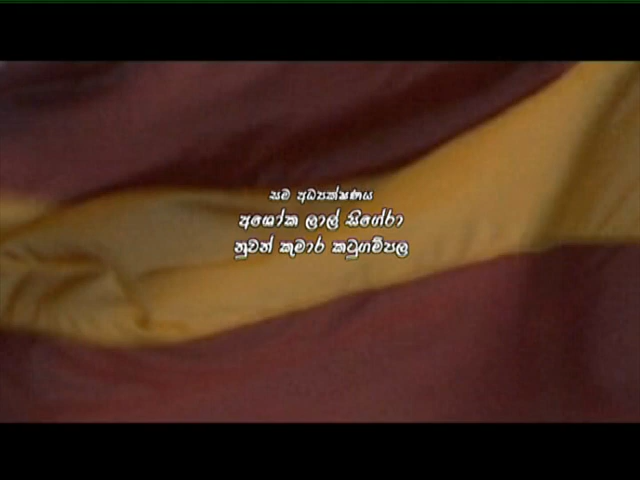 සම අධ්‍යක්ෂණය
අශෝක ලාල් සිගේරා
නුවන් කුමාර කටුගම්පල